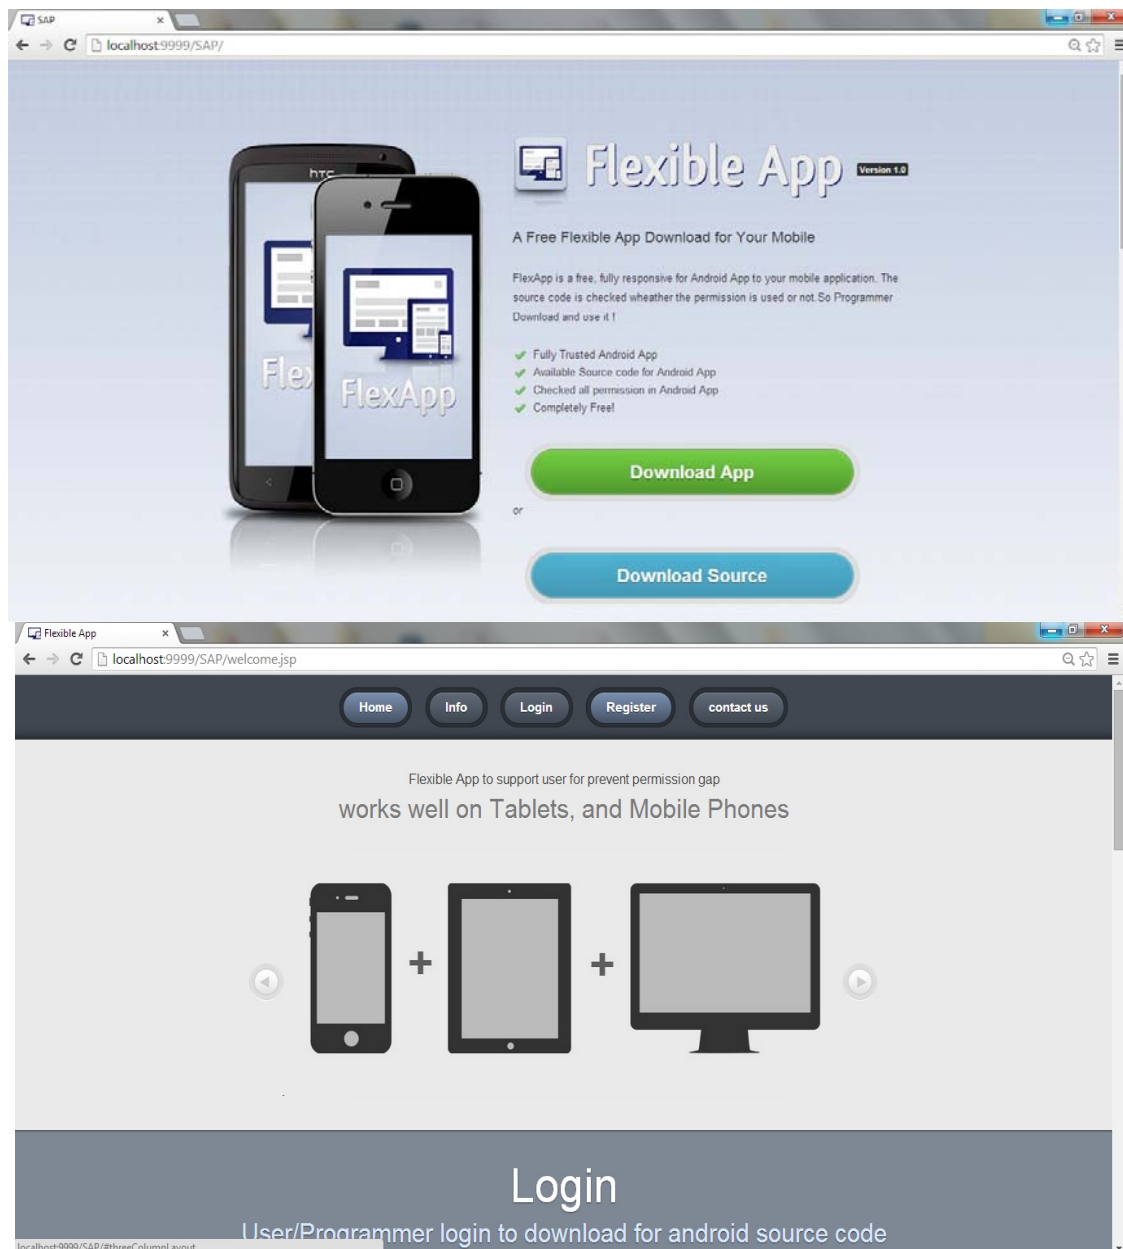 SAP
localhost:9999/SAP/
hTC
Flexible App Version 1.0
A Free Flexible App Download for Your Mobile
FlexApp is a free, fully responsive for Android App to your mobile application. The
source code is checked wheather the permission is used or not.So Programmer
Download and use it !
Fully Trusted Android App
Available Source code for Android App
Checked all permission in Android App
Completely Free!
Flex
FlexApp
Download App
or
Download Source
Flexible App
localhost:9999/SAP/welcome.jsp
Home Info Login Register contact us
Flexible App to support user for prevent permission gap
works well on Tablets, and Mobile Phones
Login
User/Programmer login to download for android source code
localhost:9999/SAP/#threeColumnLayout